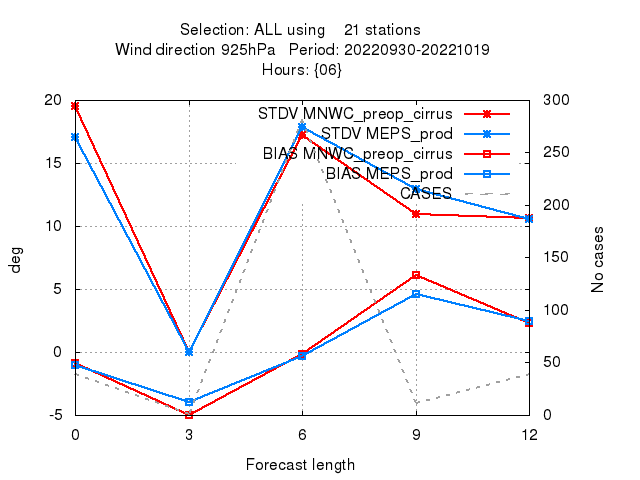 Selection: ALL using 21 stations
Wind direction 925hPa Period: 20220930-20221019
Hours: {06}
20
15
10
5
0
-5
300
250
200
150
100
50
0
STDV MNWC_preop_cirrus
STDV MEPS_prod
BIAS MNWC_preop_cirrus
BIAS MEPS_prod
CASES
deg
No cases
0 3 6 9 12
Forecast length